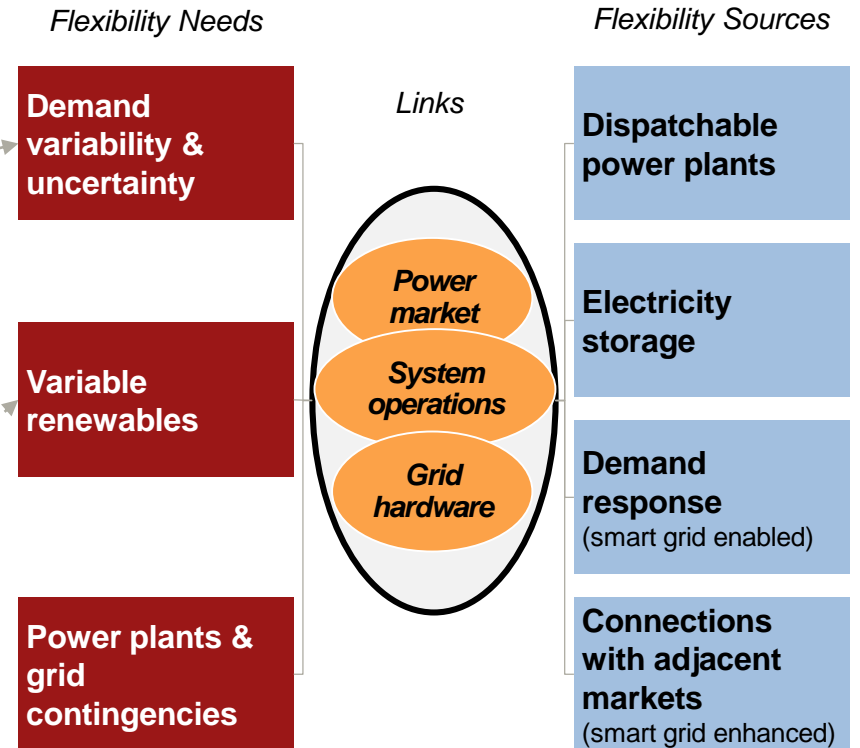 Flexibility Needs
Demand
variability &
uncertainty
Variable
renewables
Power plants &
grid
contingencies
Links
Power
market
System
operations
Grid
hardware
Flexibility Sources
Dispatchable
power plants
Electricity
storage
Demand
response
(smart grid enabled)
Connections
with adjacent
markets
(smart grid enhanced)